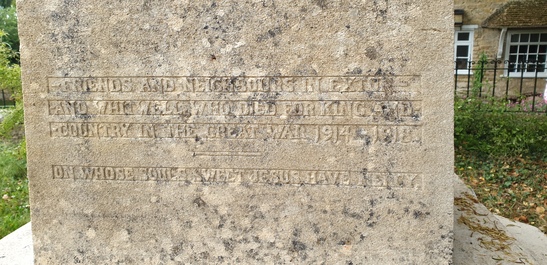 FRIENDS AND NEIGHBOURS IN EXTON
AND WHITWELL WHO DIED FOR KING AND
COUNTRY IN THE GREAT WAR 1914 – 1918.
ON WHOSE SOULS SWEET JESUS HAVE MERCY.